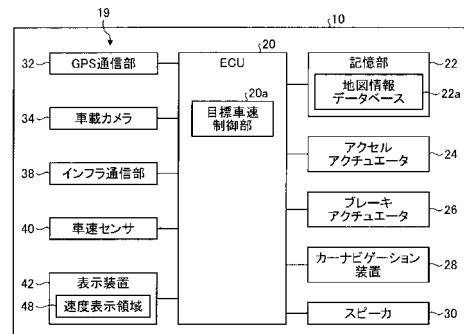 10
19
32
GPS通信部
34
車載カメラ
38
インフラ通信部
40
車速センサ
42
表示装置
48
速度表示領域
20
ECU
20a
目標車速
制御部
記憶部
22
地図情報
データベース
22a
アクセル
アクチュエータ
24
ブレーキ
アクチュエータ
26
カーナビゲーション
装置
28
スピーカ
30